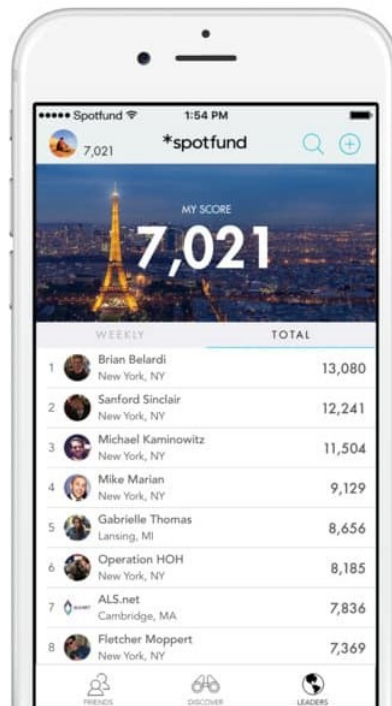 Spotfund
1:54 PM
7,021
*spotfund
MY SCORE
7,021
WEEKLY
TOTAL
1
Brian Belardi
New York, NY
13,080
2
Sanford Sinclair
New York, NY
12,241
3
Michael Kaminowitz
New York, NY
11,504
4
Mike Marian
New York, NY
9,129
5
Gabrielle Thomas
Lansing, MI
8,656
6
Operation HOH
New York, NY
8,185
7
ALS.net
Cambridge, MA
7,836
8
Fletcher Moppert
New York, NY
7,369
FRIENDS
DISCOVER
LEADERS